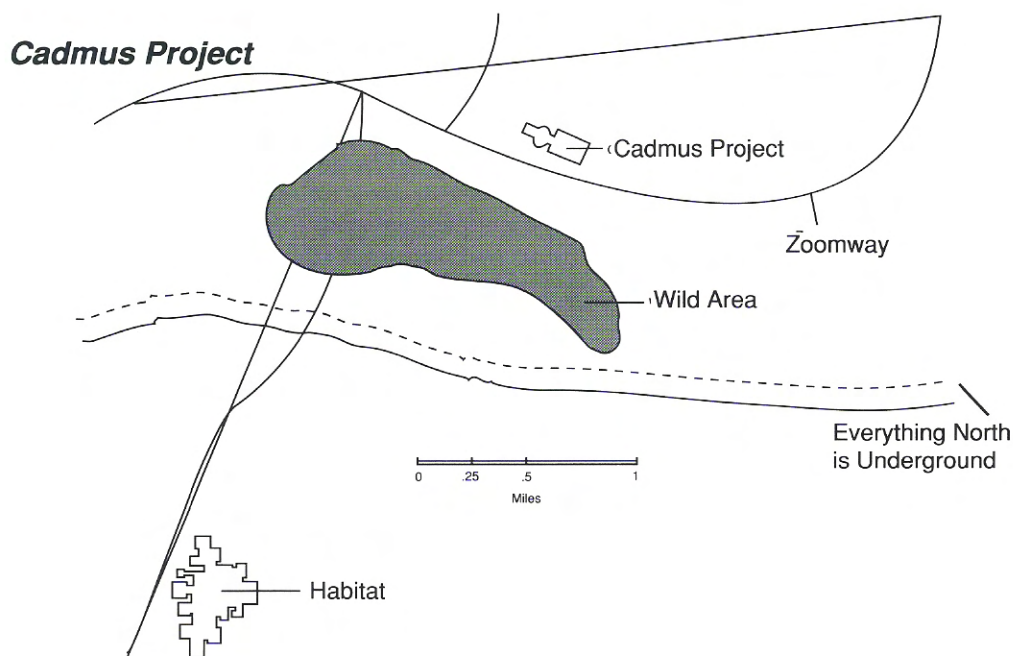 Cadmus Project
Cadmus Project
Zoomway
Wild Area
Everything North
is Underground
0 .25 .5 1
Miles
Habitat